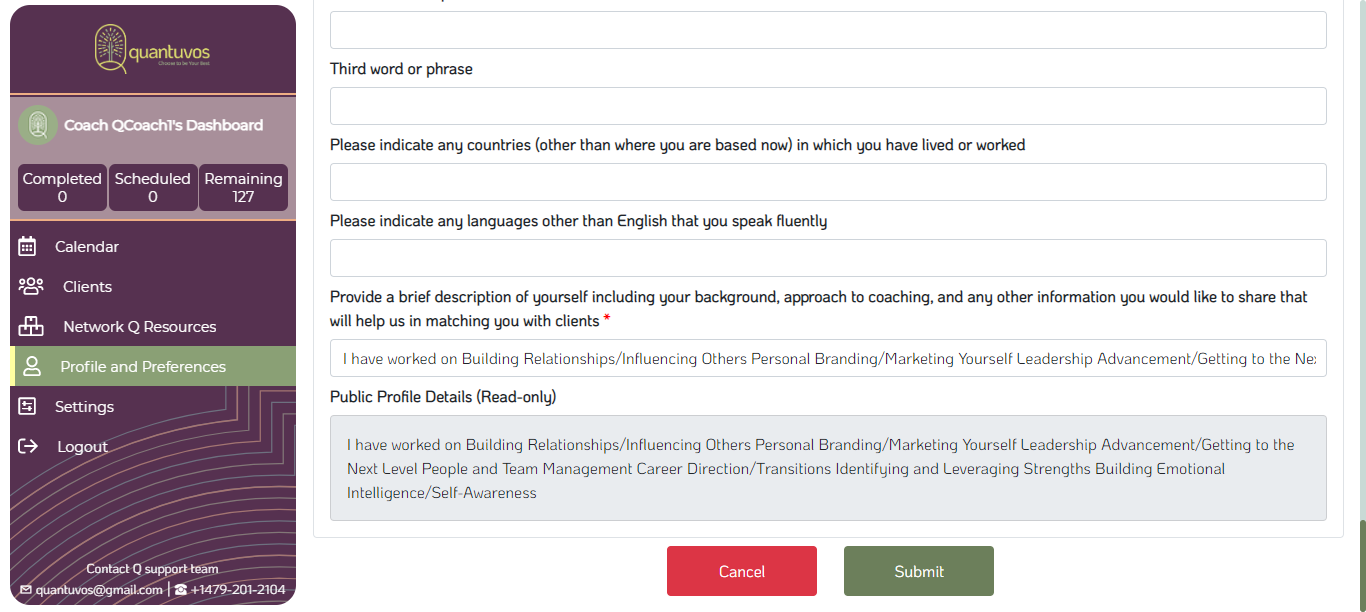 quantuvos
Choose to be Your Best
Coach QCoach1's Dashboard
Completed
0
Scheduled
0
Remaining
127
Calendar
Clients
Network Q Resources
Profile and Preferences
Settings
Logout
Contact Q support team
quantuvos@gmail.com | +1479-201-2104
Third word or phrase
Please indicate any countries (other than where you are based now) in which you have lived or worked
Please indicate any languages other than English that you speak fluently
Provide a brief description of yourself including your background, approach to coaching, and any other information you would like to share that
will help us in matching you with clients *
I have worked on Building Relationships/Influencing Others Personal Branding/Marketing Yourself Leadership Advancement/Getting to the
Public Profile Details (Read-only)
I have worked on Building Relationships/Influencing Others Personal Branding/Marketing Yourself Leadership Advancement/Getting to the
Next Level People and Team Management Career Direction/Transitions Identifying and Leveraging Strengths Building Emotional
Intelligence/Self-Awareness
Cancel
Submit